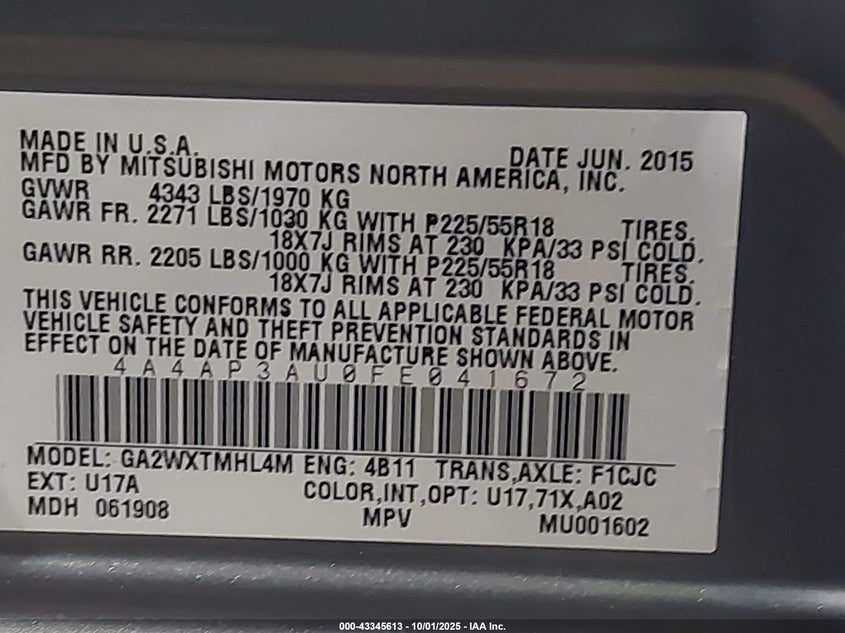 MADE IN U.S.A. DATE JUN. 2015
MFD BY MITSUBISHI MOTORS NORTH AMERICA, INC.
GVWR 4343 LBS/1970 KG
GAWR FR. 2271 LBS/1030 KG WITH P225/55R18 TIRES,
18X7J RIMS AT 230 KPA/33 PSI COLD.
GAWR RR. 2205 LBS/1000 KG WITH P225/55R18 TIRES,
18X7J RIMS AT 230 KPA/33 PSI COLD.
THIS VEHICLE CONFORMS TO ALL APPLICABLE FEDERAL MOTOR
VEHICLE SAFETY AND THEFT PREVENTION STANDARDS IN
EFFECT ON THE DATE OF MANUFACTURE SHOWN ABOVE.
4A4AP3AU0FE041672
MODEL: GA2WXTMHL4M ENG: 4B11 TRANS,AXLE: F1CJC
EXT: U17A COLOR,INT,OPT: U17,71X,A02
MDH 061908 MPV MU001602
000-43345613 - 10/01/2025 - IAA Inc.